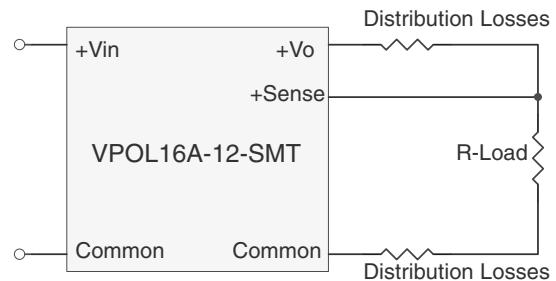 Distribution Losses
+Vin
+Vo
+Sense
VPOL16A-12-SMT
R-Load
Common
Common
Distribution Losses